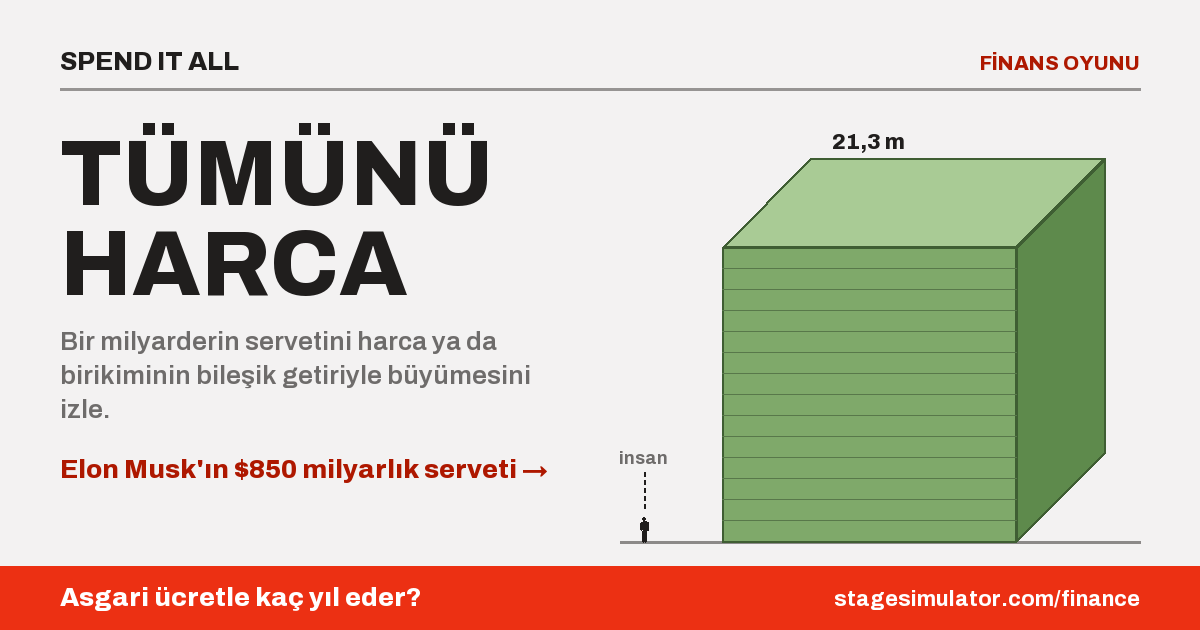 SPEND IT ALL
FİNANS OYUNU
TÜMÜNÜ
HARCA
Bir milyarderin servetini harca ya da
birikiminin bileşik getiriyle büyümesini
izle.
Elon Musk'ın $850 milyarlık serveti →
21,3 m
insan
Asgari ücretle kaç yıl eder?
stagesimulator.com/finance